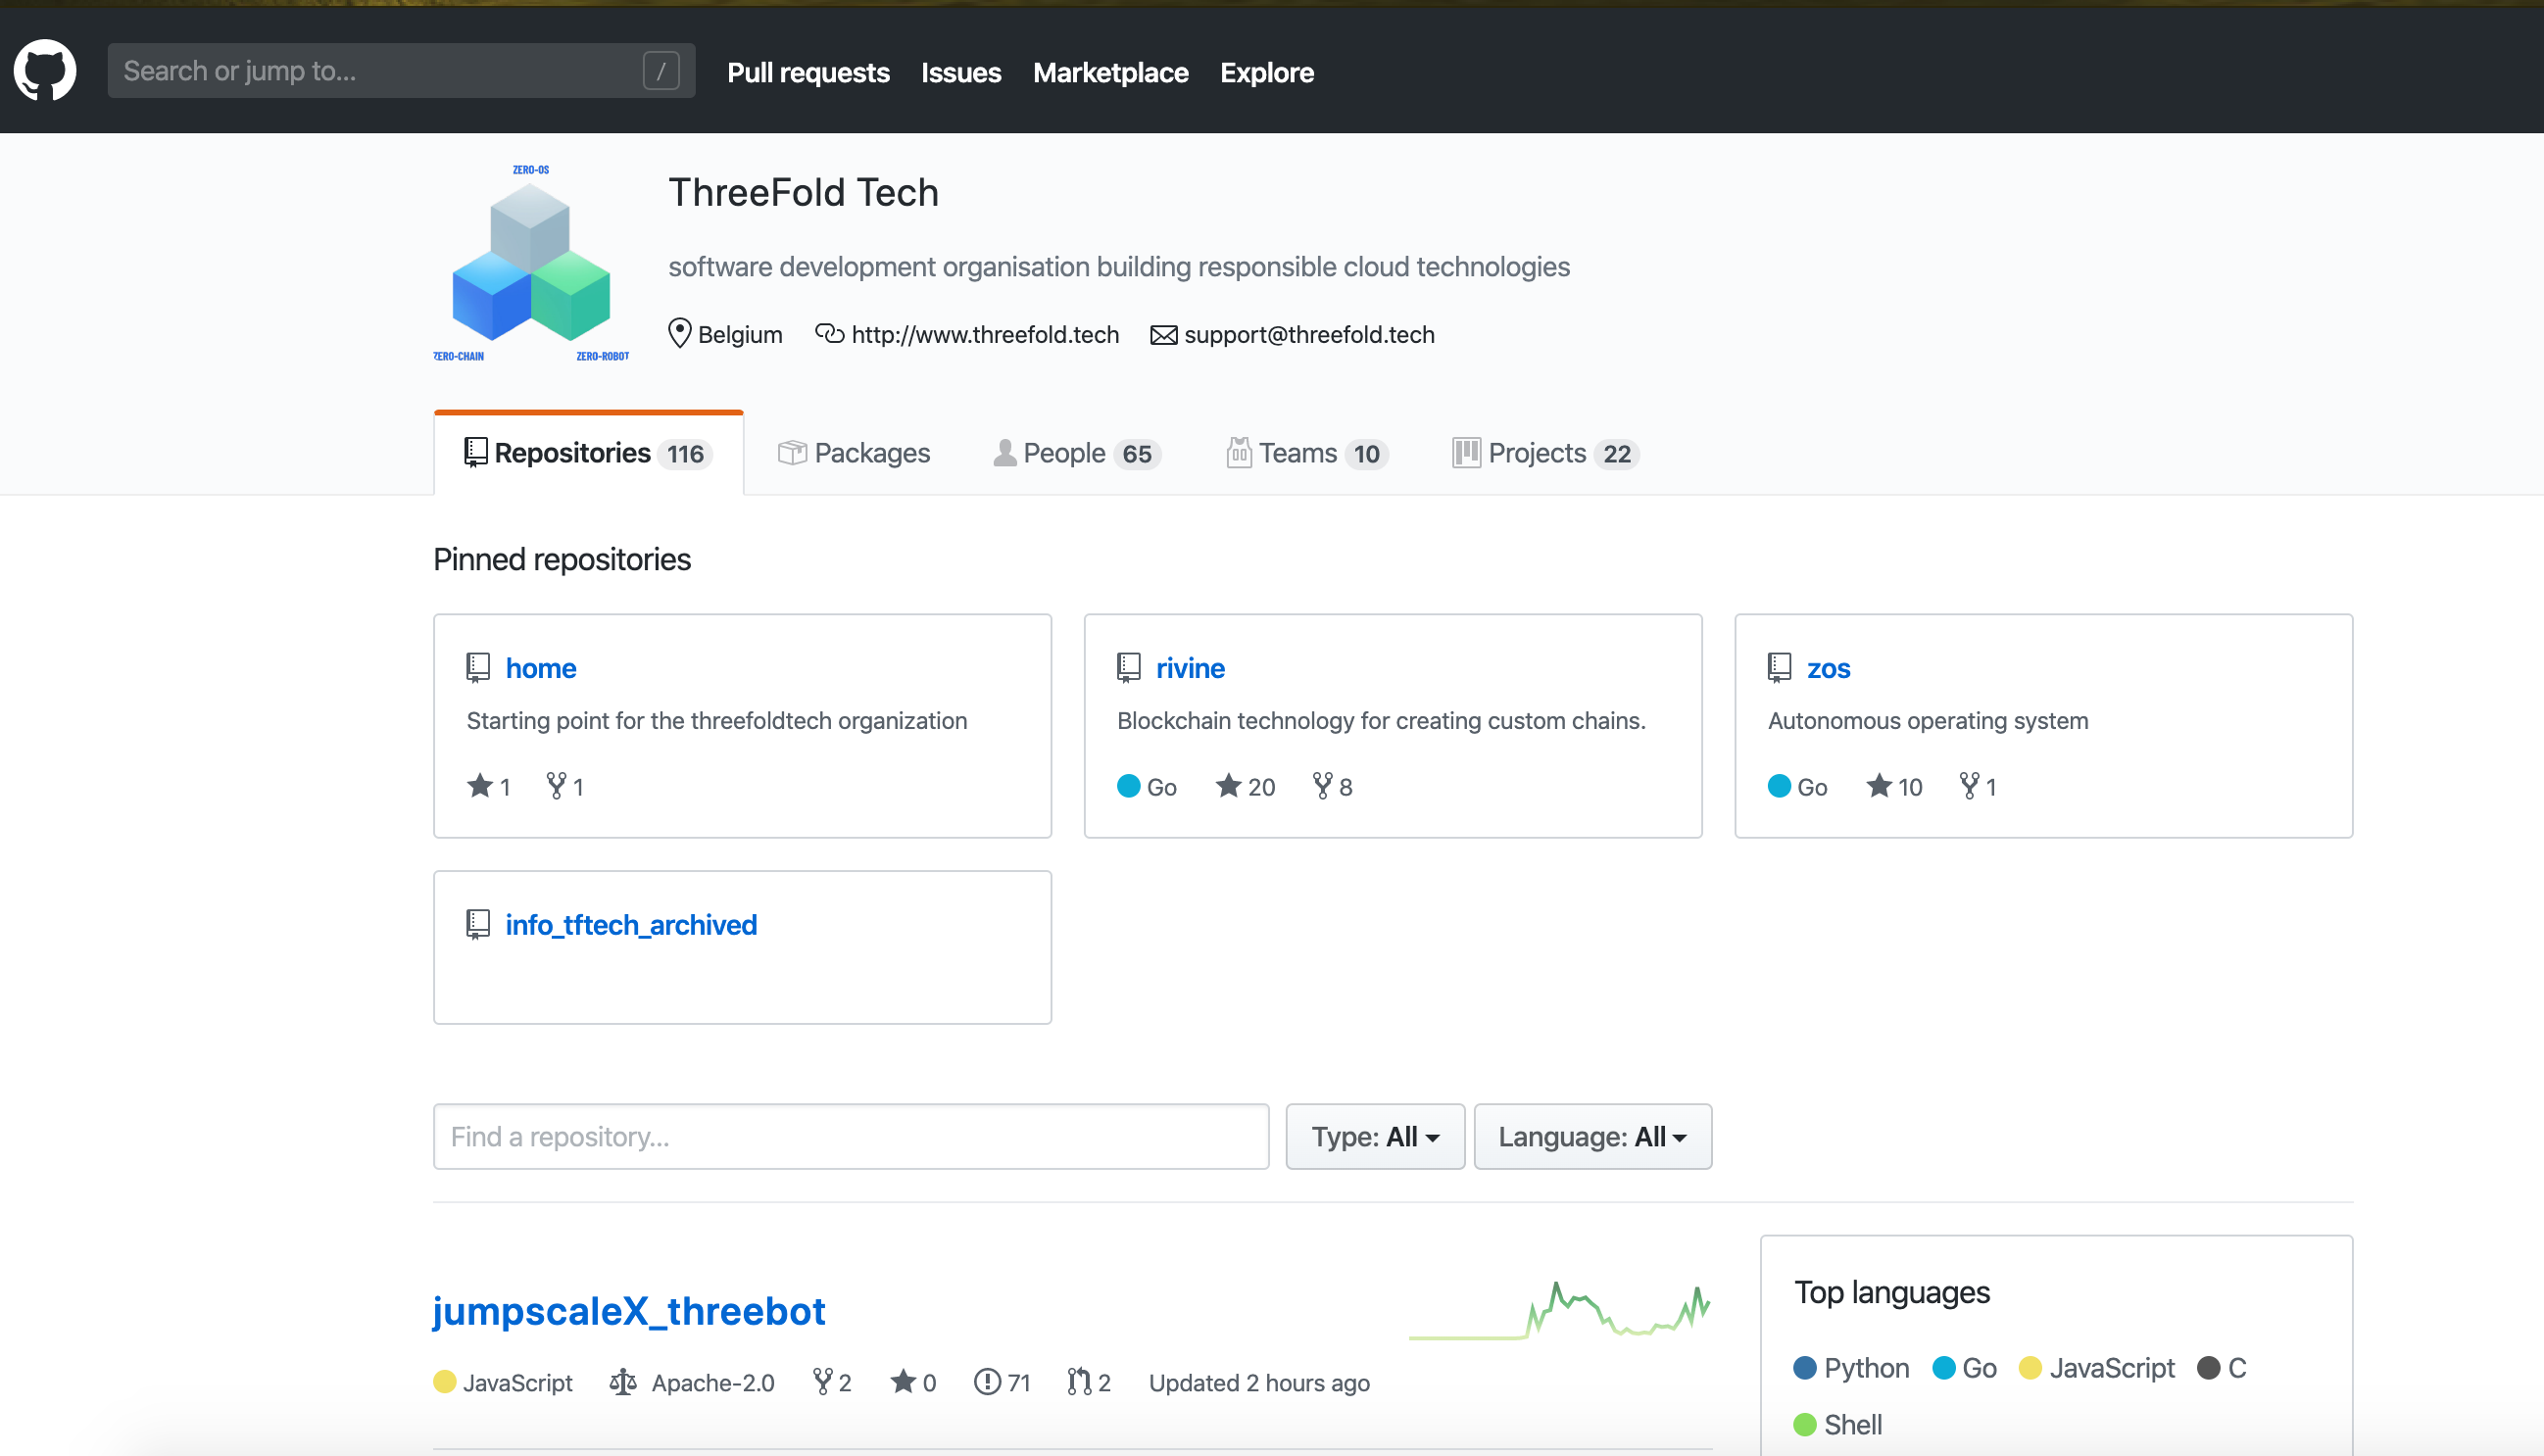 Search or jump to... /
Pull requests Issues Marketplace Explore
ZERO-OS
ZERO-CHAIN ZERO-ROBOT
ThreeFold Tech
software development organisation building responsible cloud technologies
Belgium http://www.threefold.tech support@threefold.tech
Repositories 116 Packages People 65 Teams 10 Projects 22
Pinned repositories
home
Starting point for the threefoldtech organization
1 1
rivine
Blockchain technology for creating custom chains.
Go 20 8
zos
Autonomous operating system
Go 10 1
info_tftech_archived
Find a repository... Type: All Language: All
jumpscaleX_threebot
JavaScript Apache-2.0 2 0 71 2 Updated 2 hours ago
Top languages
Python Go JavaScript C
Shell